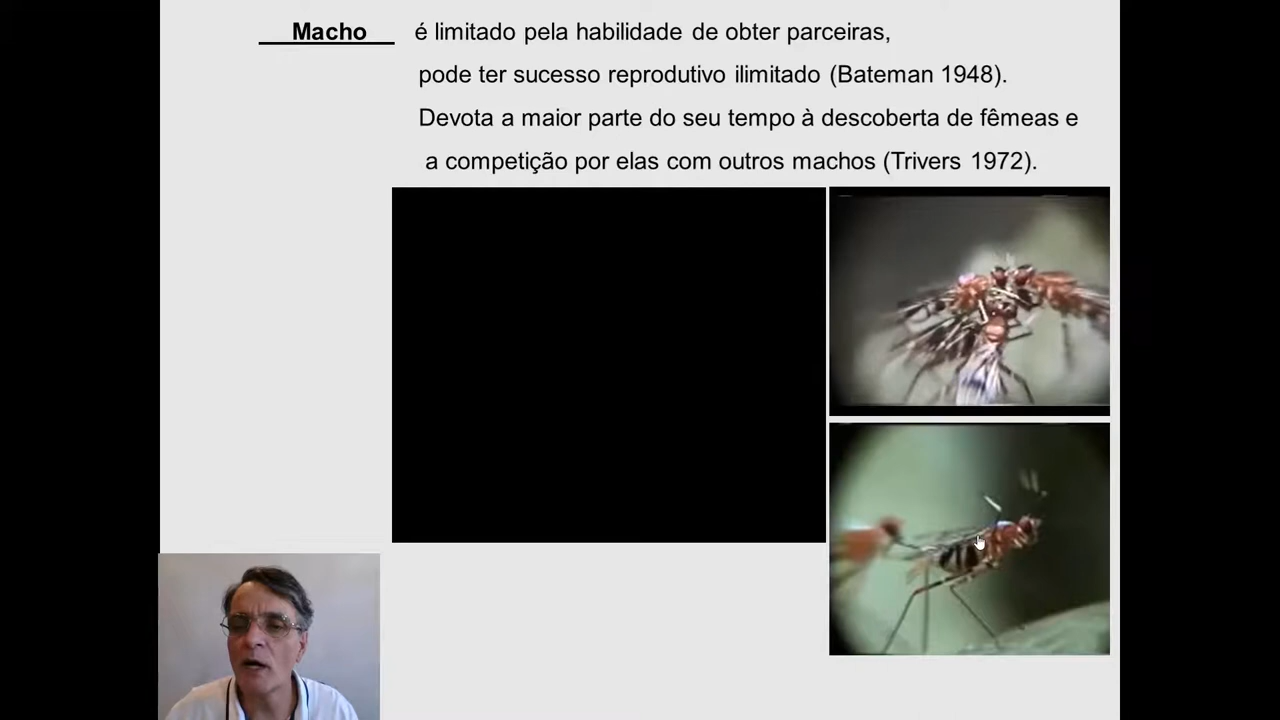 Macho é limitado pela habilidade de obter parceiras,
pode ter sucesso reprodutivo ilimitado (Bateman 1948).
Devota a maior parte do seu tempo à descoberta de fêmeas e
a competição por elas com outros machos (Trivers 1972).